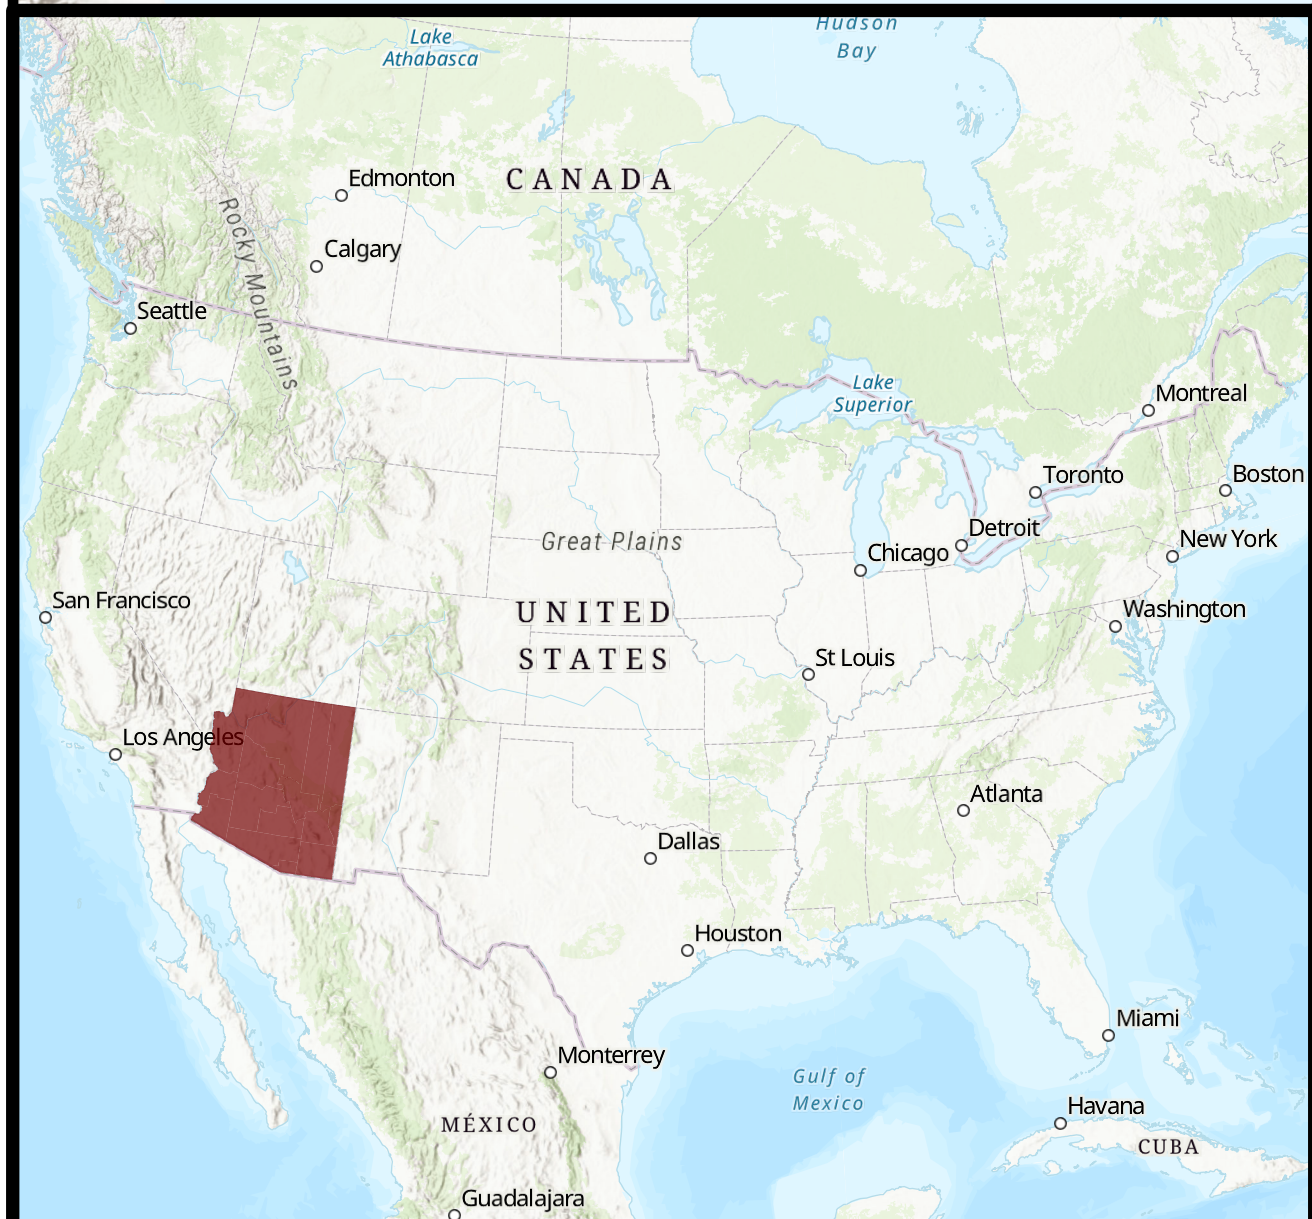 Hudson
Bay
Lake
Athabasca
Edmonton
CANADA
Rocky Mountains
Calgary
Seattle
Lake
Superior
Montreal
Toronto
Boston
Detroit
New York
Great Plains
Chicago
San Francisco
UNITED
STATES
Washington
St Louis
Los Angeles
Atlanta
Dallas
Houston
Miami
Monterrey
Gulf of
Mexico
Havana
MÉXICO
CUBA
Guadalajara